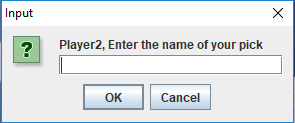 Input
Player2, Enter the name of your pick
OK
Cancel